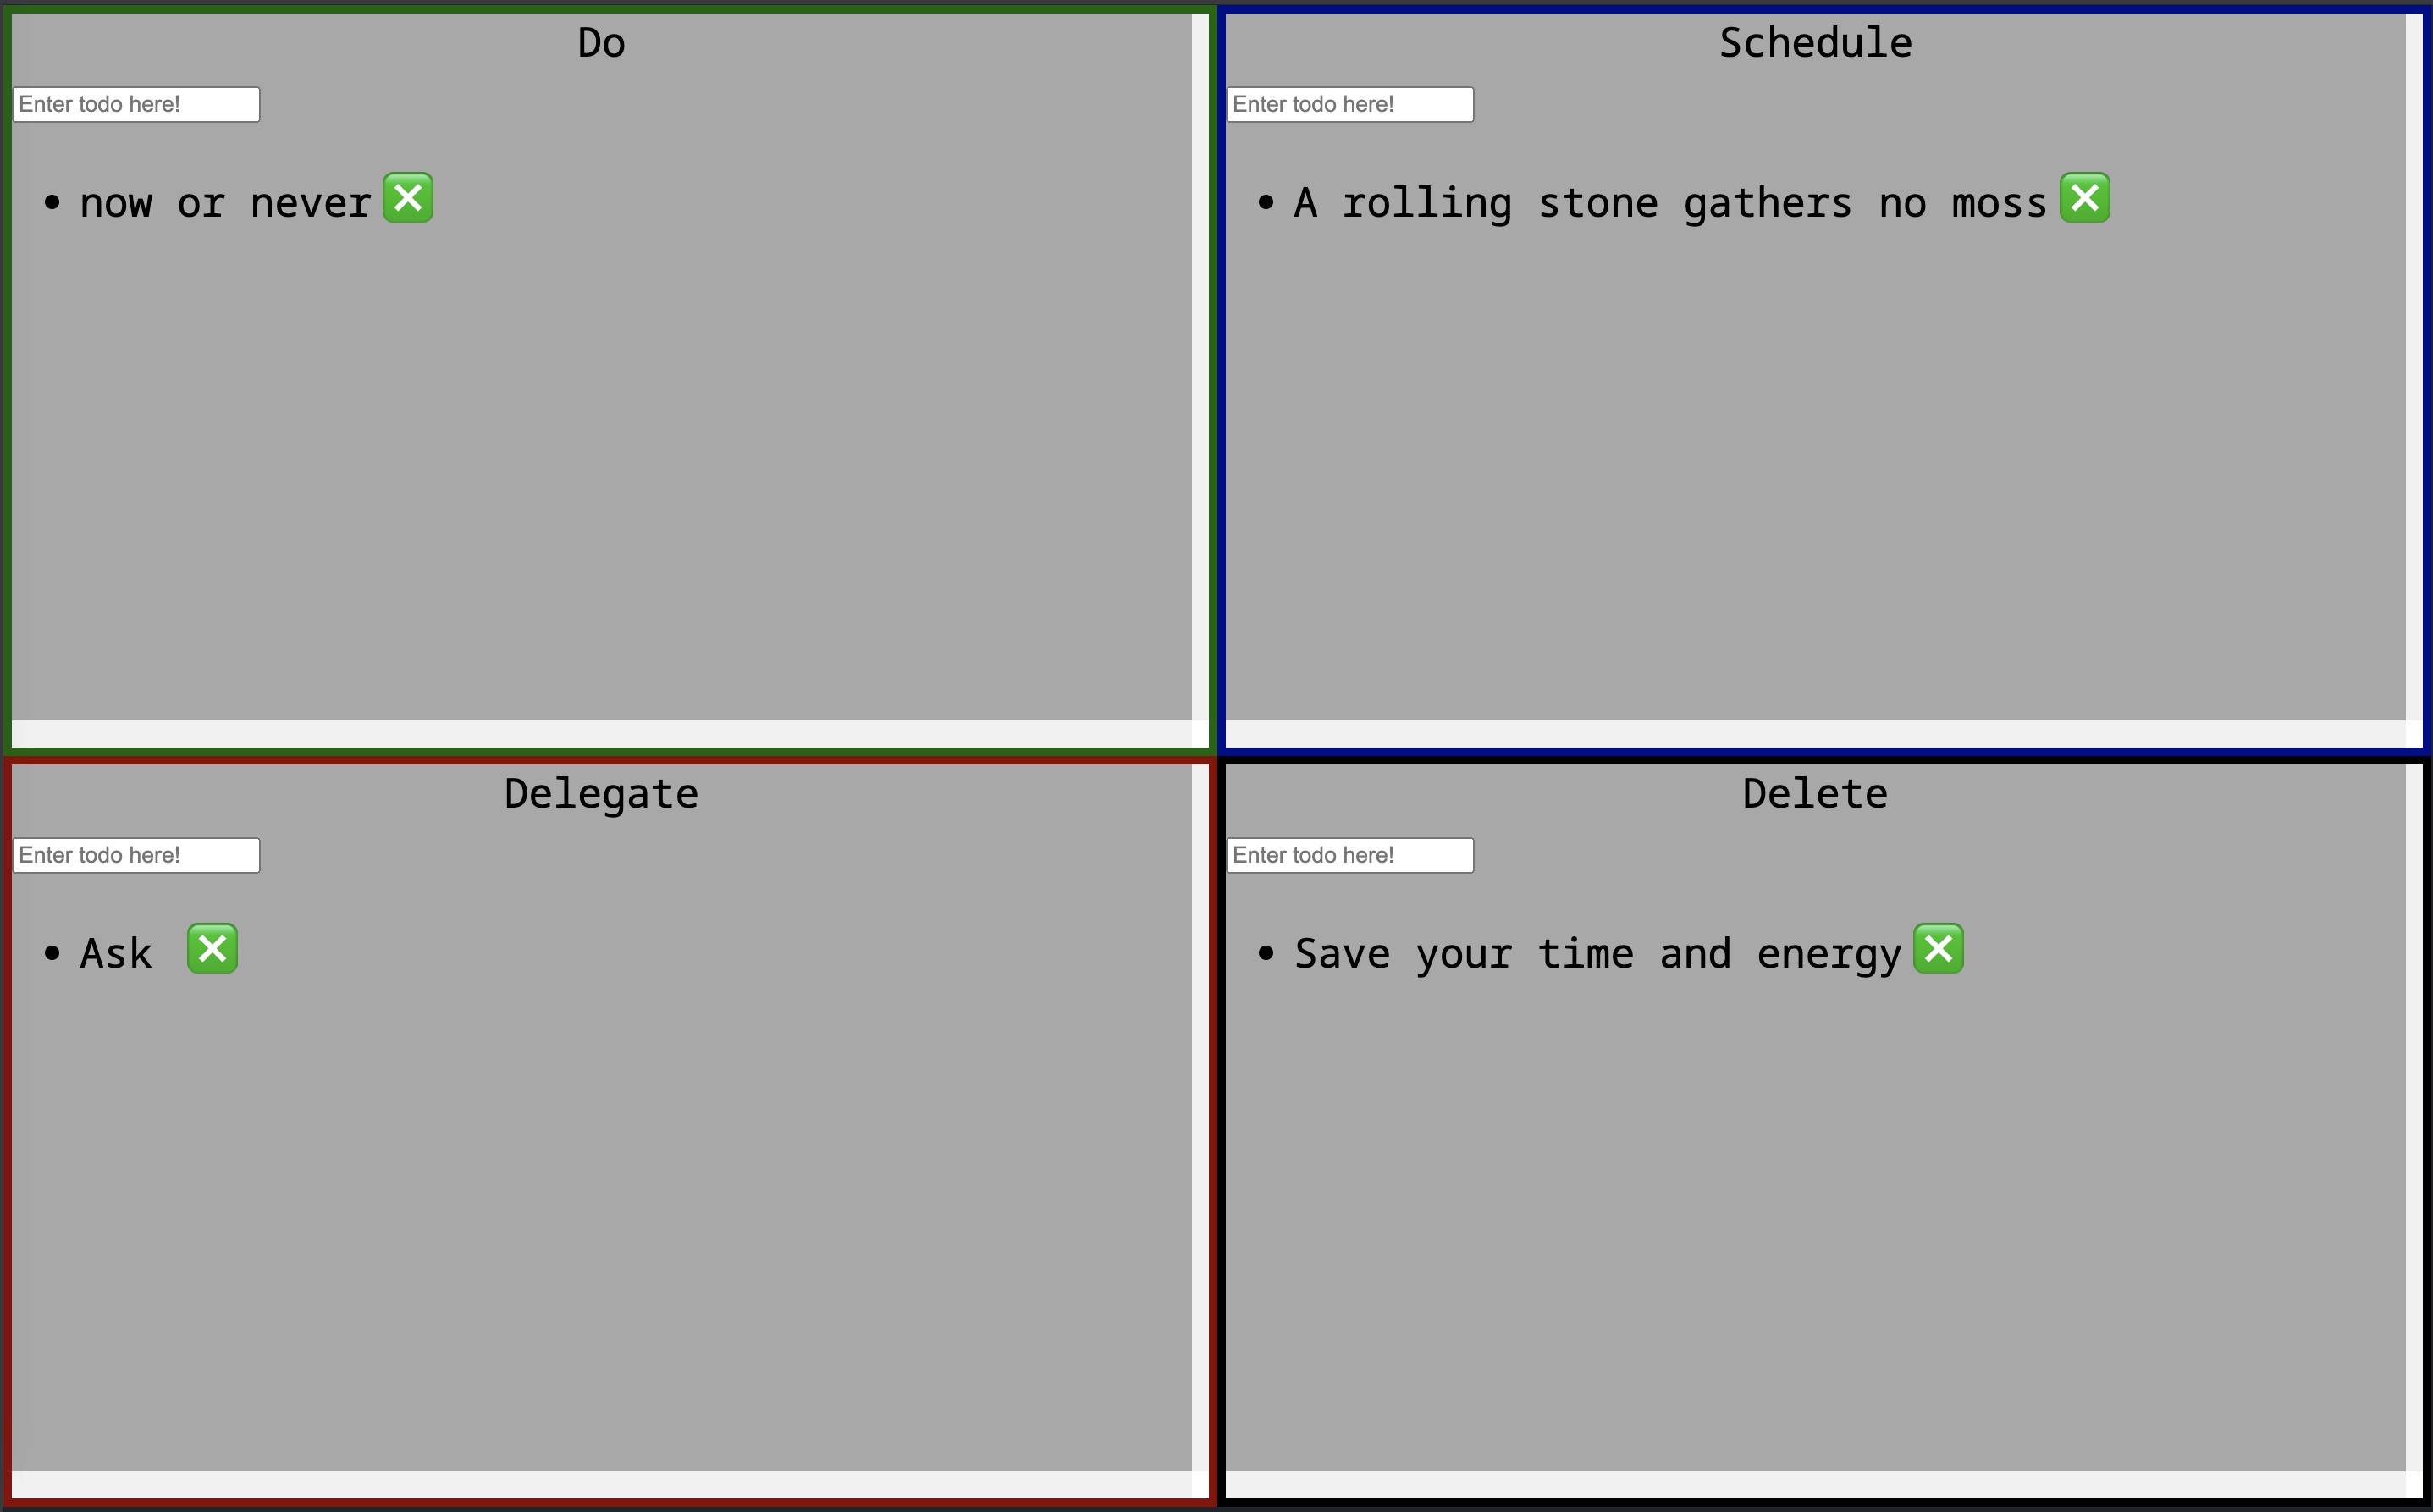 Do
Enter todo here!
now or never
Schedule
Enter todo here!
A rolling stone gathers no moss
Delegate
Enter todo here!
Ask
Delete
Enter todo here!
Save your time and energy